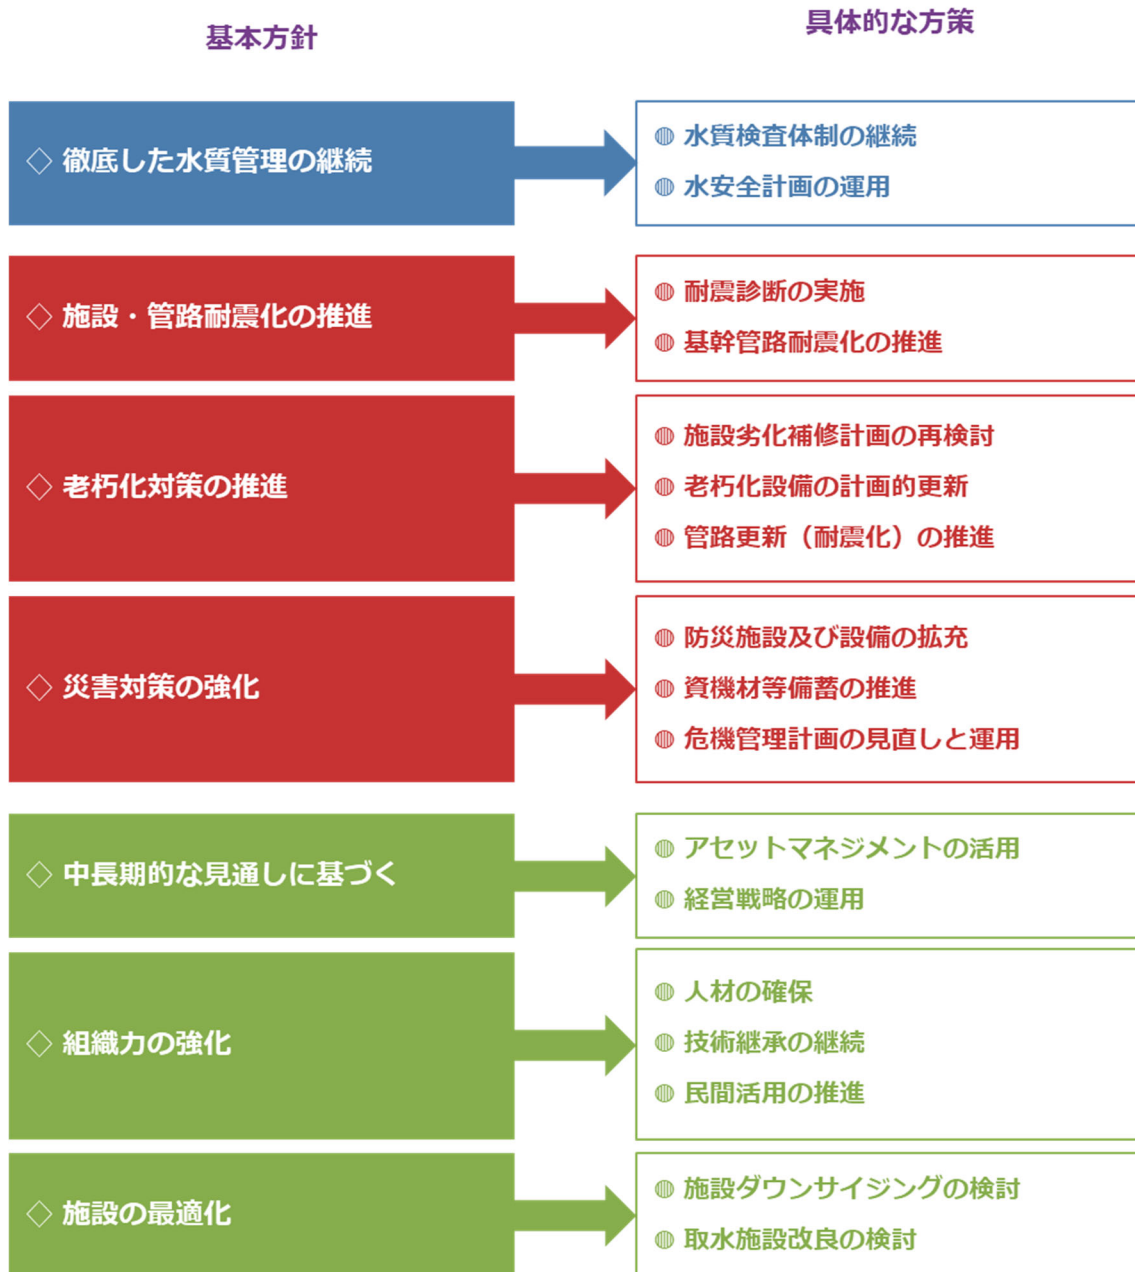 基本方針
具体的な方策
◇ 徹底した水質管理の継続
◍ 水質検査体制の継続
◍ 水安全計画の運用
◇ 施設・管路耐震化の推進
◍ 耐震診断の実施
◍ 基幹管路耐震化の推進
◇ 老朽化対策の推進
◍ 施設劣化補修計画の再検討
◍ 老朽化設備の計画的更新
◍ 管路更新（耐震化）の推進
◇ 災害対策の強化
◍ 防災施設及び設備の拡充
◍ 資機材等備蓄の推進
◍ 危機管理計画の見直しと運用
◇ 中長期的な見通しに基づく
◍ アセットマネジメントの活用
◍ 経営戦略の運用
◇ 組織力の強化
◍ 人材の確保
◍ 技術継承の継続
◍ 民間活用の推進
◇ 施設の最適化
◍ 施設ダウンサイジングの検討
◍ 取水施設改良の検討